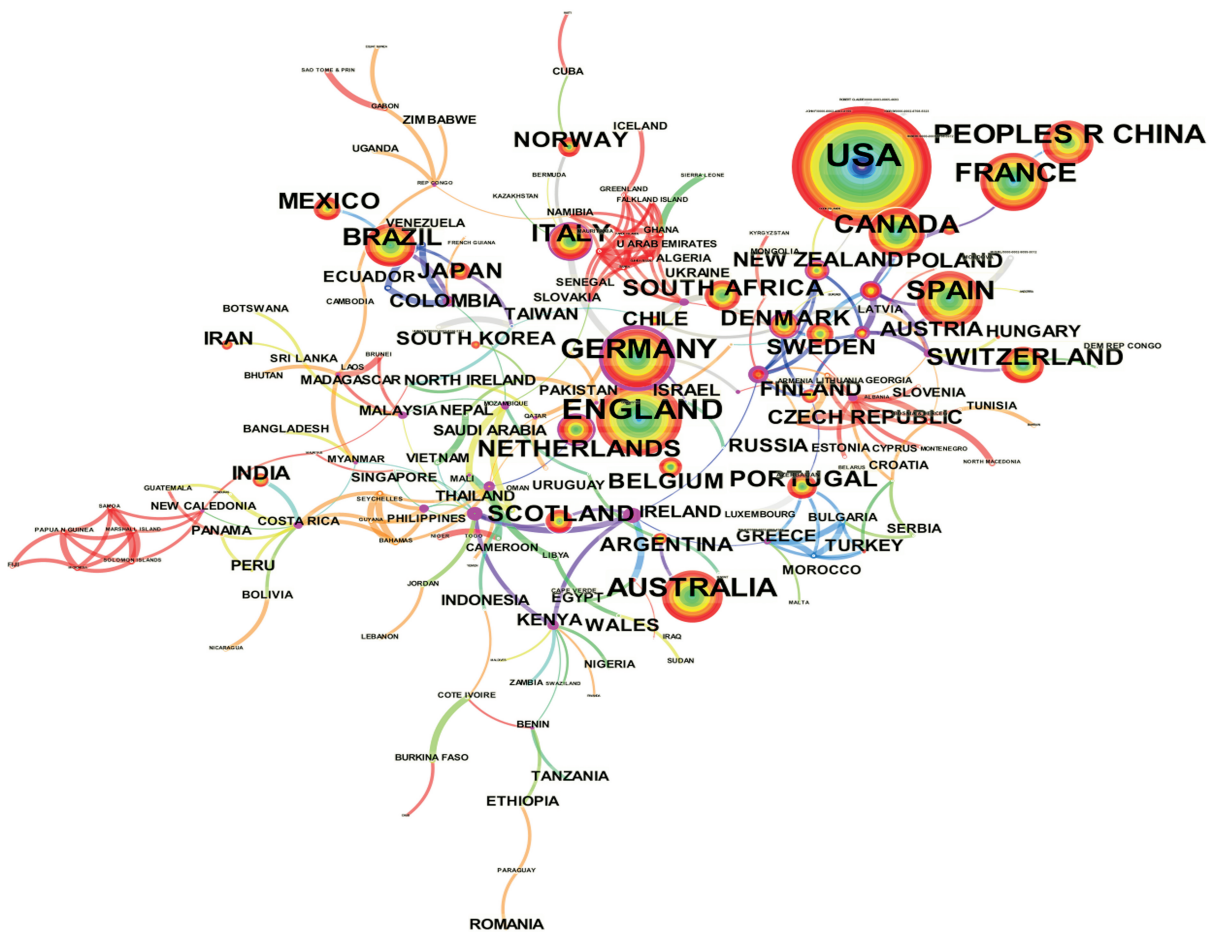 CUBA
SAO TOME & PRIN
GABON
ZIMBABWE
NORWAY
ICELAND
USA
PEOPLES R CHINA
UGANDA
FRANCE
BERMUDA
SIERRA LEONE
REP CONGO
KAZAKHSTAN
GREENLAND
MEXICO
FALKLAND ISLAND
NAMIBIA
VENEZUELA
CANADA
GHANA
MAURITANIA
ITALY
KYRGYZSTAN
BRAZIL
FRENCH GUIANA
U ARAB EMIRATES
MONGOLIA
ALGERIA
NEW ZEALAND
POLAND
ECUADOR
JAPAN
UKRAINE
SENEGAL
SOUTH AFRICA
SPAIN
COLOMBIA
CAMBODIA
SLOVAKIA
BOTSWANA
TAIWAN
LATVIA
CHILE
DENMARK
AUSTRIA
HUNGARY
IRAN
SOUTH KOREA
GERMANY
SWEDEN
DEM REP CONGO
SRI LANKA
BRUNEI
SWITZERLAND
LAOS
BHUTAN
MADAGASCAR
NORTH IRELAND
ARMENIA
LITHUANIA
GEORGIA
PAKISTAN
ISRAEL
FINLAND
SLOVENIA
ALBANIA
MOZAMBIQUE
TUNISIA
MALAYSIA
NEPAL
ENGLAND
QATAR
CZECH REPUBLIC
BANGLADESH
SAUDI ARABIA
NETHERLANDS
RUSSIA
ESTONIA
CYPRUS
MONTENEGRO
MYANMAR
VIETNAM
NORTH MACEDONIA
BELARUS
CROATIA
INDIA
SINGAPORE
MALI
OMAN
URUGUAY
BELGIUM
PORTUGAL
AZERBAIJAN
GUATEMALA
THAILAND
SEYCHELLES
NEW CALEDONIA
SAMOA
SCOTLAND
IRELAND
LUXEMBOURG
COSTA RICA
GUYANA
PHILIPPINES
BULGARIA
PAPUA N GUINEA
MARSHALL ISLAND
PANAMA
SERBIA
NIGER
TOGO
GREECE
BAHAMAS
CAMEROON
ARGENTINA
TURKEY
LIBYA
SOLOMON ISLANDS
FIJI
PERU
MOROCCO
JORDAN
AUSTRALIA
CAPE VERDE
BOLIVIA
EGYPT
INDONESIA
MALTA
KENYA
WALES
LEBANON
IRAQ
NICARAGUA
SUDAN
NIGERIA
ZAMBIA
SWAZILAND
COTE IVOIRE
BENIN
BURKINA FASO
TANZANIA
ETHIOPIA
PARAGUAY
ROMANIA